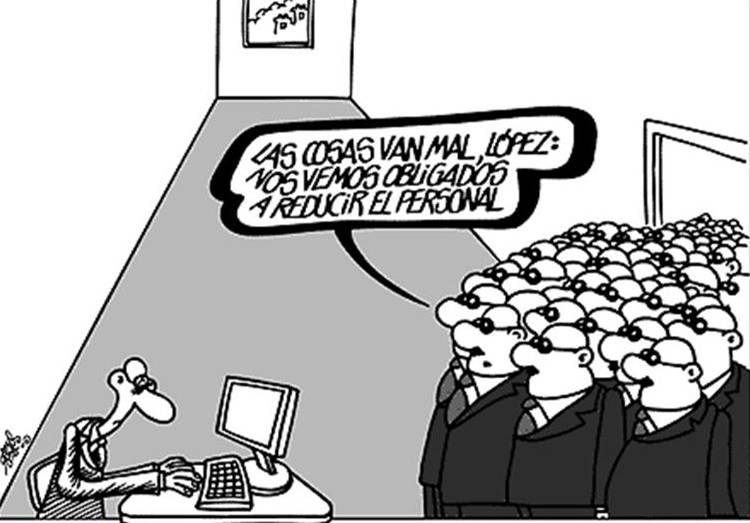 LAS COSAS VAN MAL, LÓPEZ:
NOS VEMOS OBLIGADOS
A REDUCIR EL PERSONAL